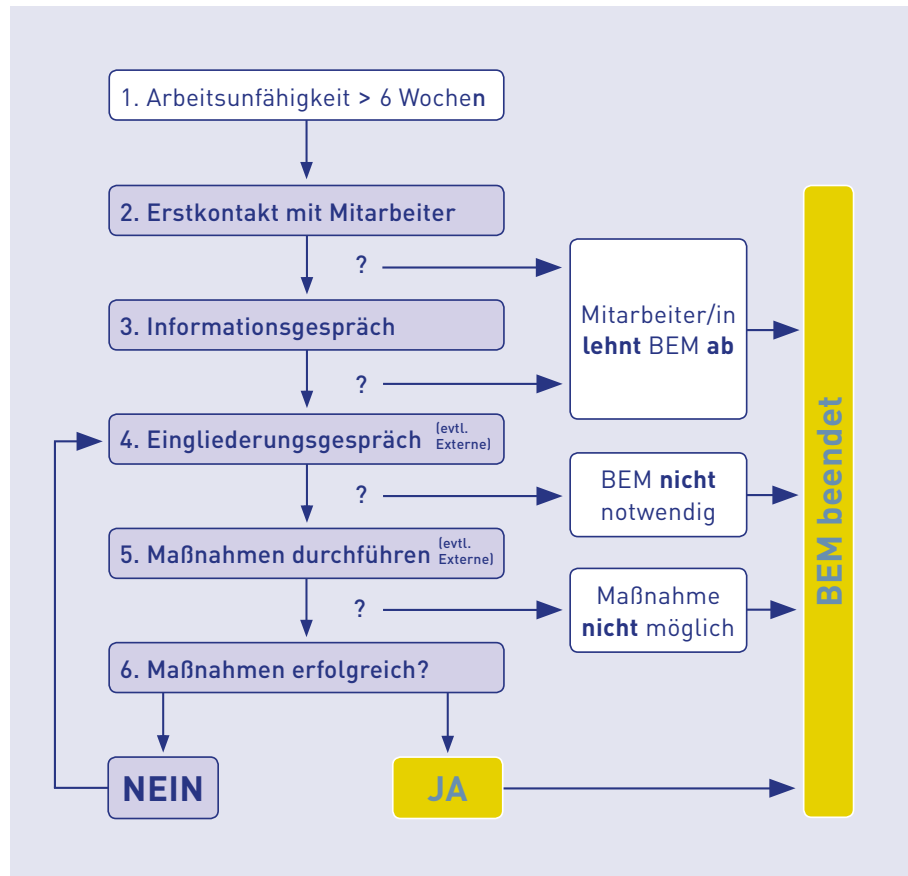 1. Arbeitsunfähigkeit > 6 Wochen
2. Erstkontakt mit Mitarbeiter
?
3. Informationsgespräch
Mitarbeiter/in
lehnt BEM ab
?
4. Eingliederungsgespräch (evtl.
Externe)
?
BEM nicht
notwendig
5. Maßnahmen durchführen (evtl.
Externe)
?
Maßnahme
nicht möglich
6. Maßnahmen erfolgreich?
NEIN
JA
BEM beendet